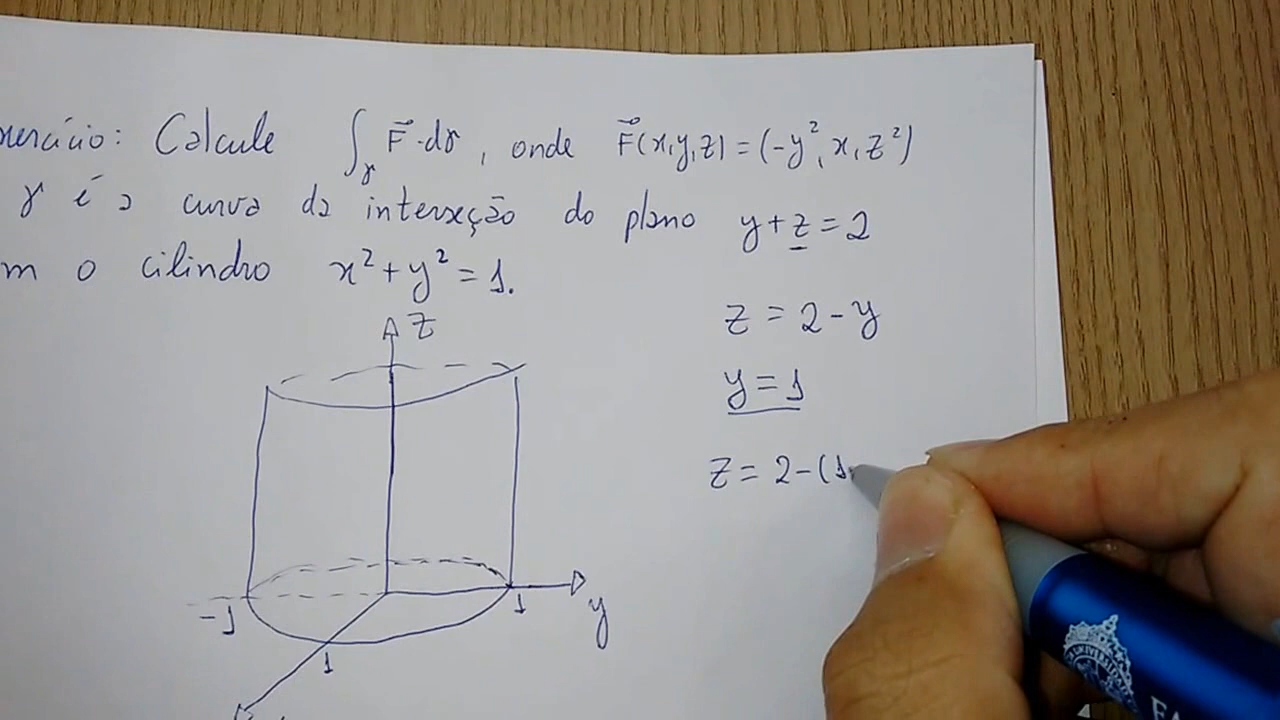 xercício: Calcule ∫γ F⃗·dr, onde F⃗(x,y,z)=(-y², x, z²)
γ é a curva da interseção do plano y+z=2
m o cilindro x²+y²=1.
z = 2-y
y=1
z = 2-(1
z
-1
1
y
1